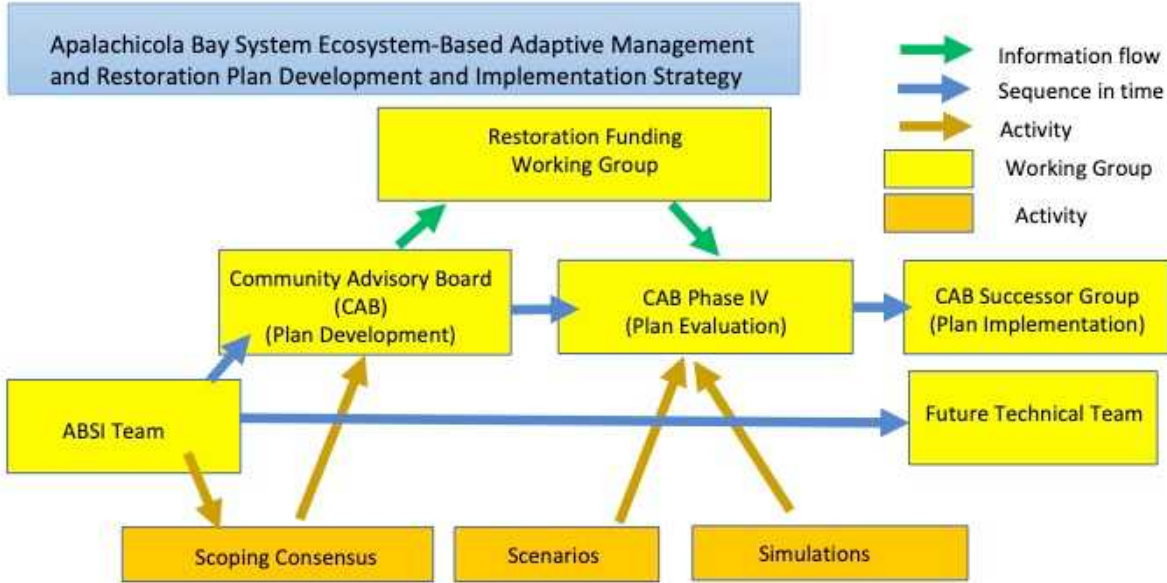 Apalachicola Bay System Ecosystem-Based Adaptive Management
and Restoration Plan Development and Implementation Strategy
Information flow
Sequence in time
Activity
Working Group
Activity
Restoration Funding
Working Group
Community Advisory Board
(CAB)
(Plan Development)
CAB Phase IV
(Plan Evaluation)
CAB Successor Group
(Plan Implementation)
ABSI Team
Future Technical Team
Scoping Consensus
Scenarios
Simulations